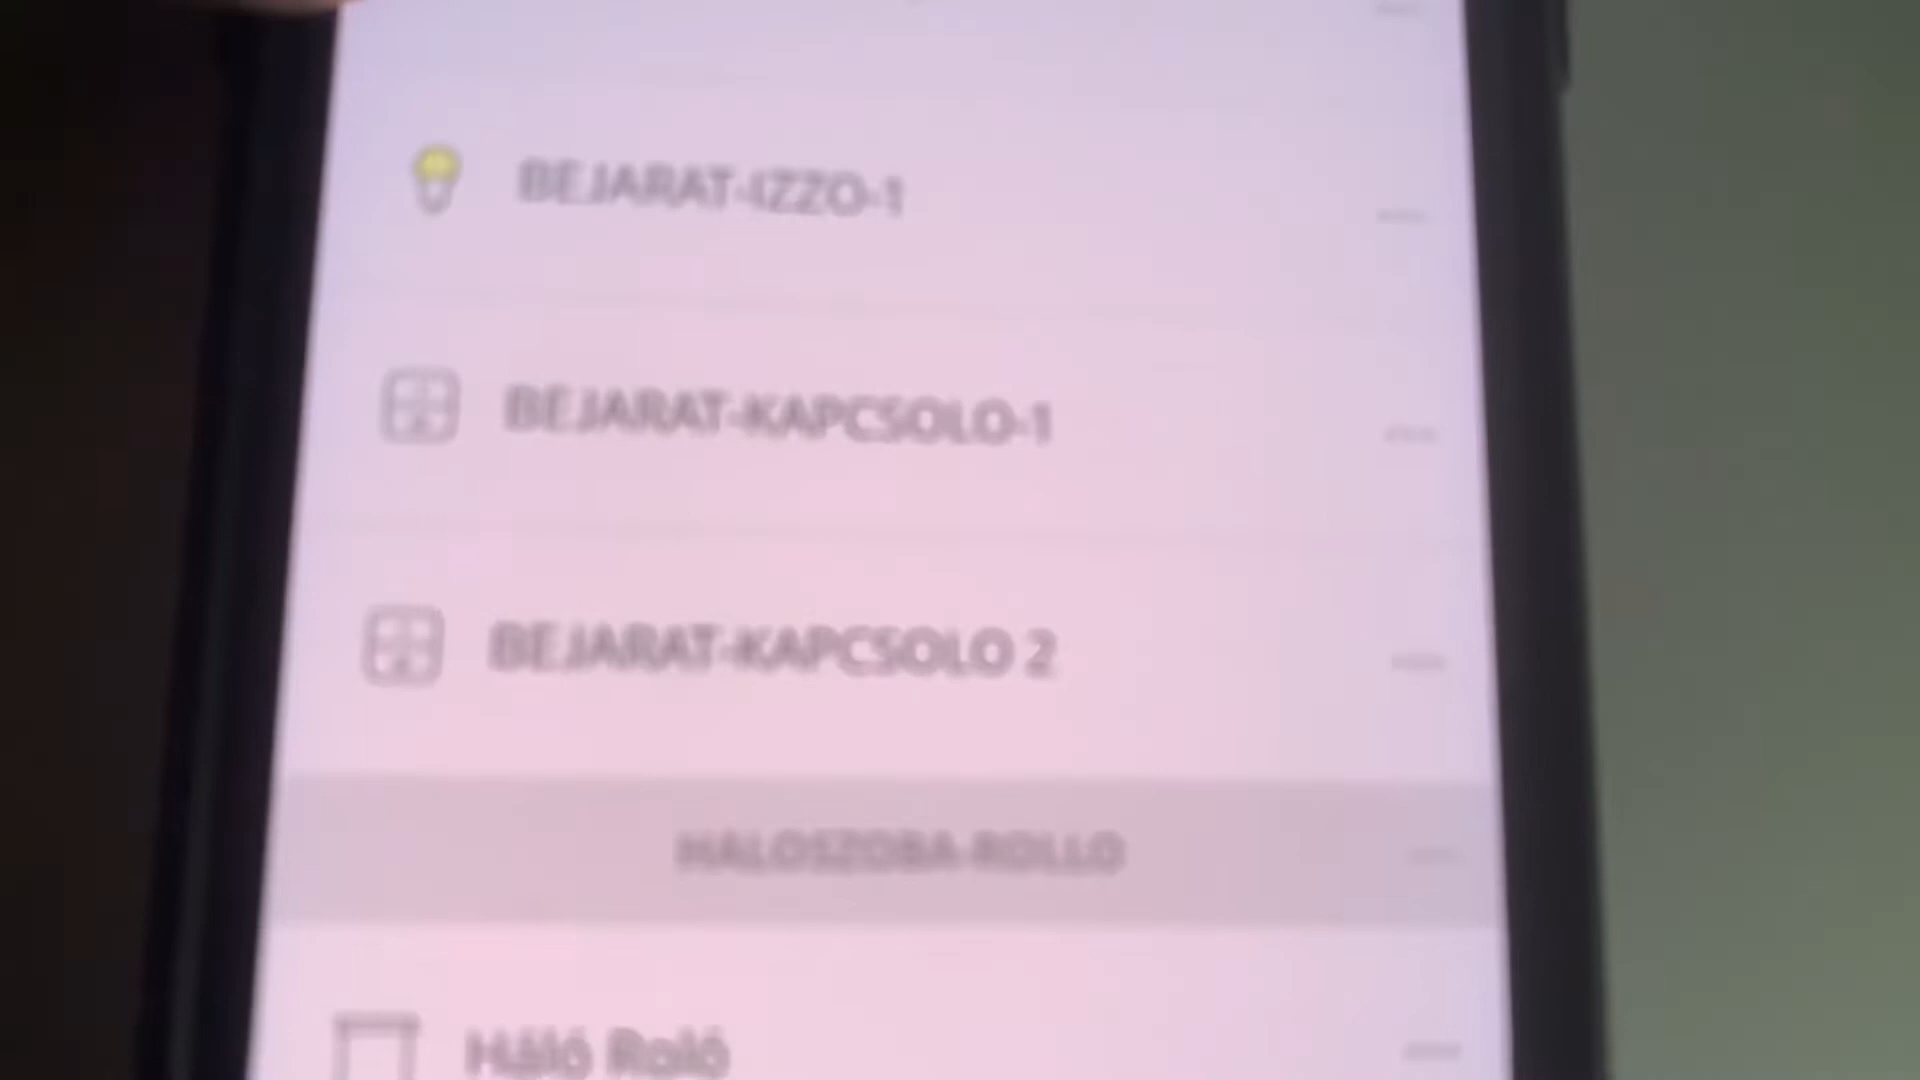 BEJARAT-IZZO-1
BEJARAT-KAPCSOLO-1
BEJARAT-KAPCSOLO 2
HALOSZOBA-ROLLO
Háló Roló